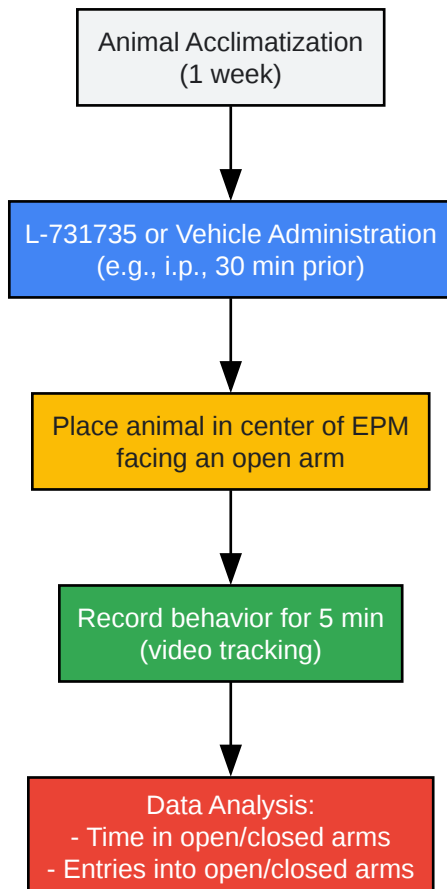 Animal Acclimatization
(1 week)
L-731735 or Vehicle Administration
(e.g., i.p., 30 min prior)
Place animal in center of EPM
facing an open arm
Record behavior for 5 min
(video tracking)
Data Analysis:
- Time in open/closed arms
- Entries into open/closed arms